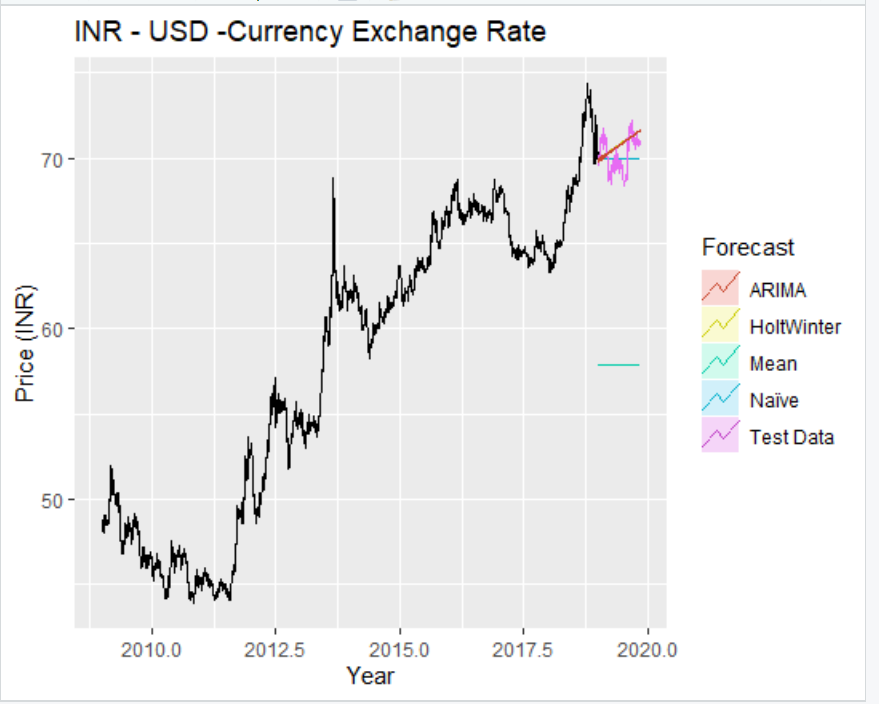 INR - USD -Currency Exchange Rate
Price (INR)
70
60
50
2010.0 2012.5 2015.0 2017.5 2020.0
Year
Forecast
ARIMA
HoltWinter
Mean
Naïve
Test Data